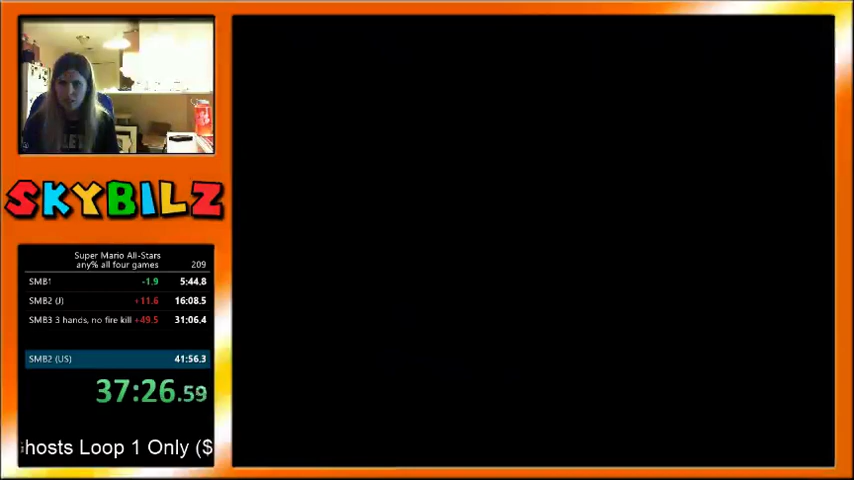 SKYBILZ
Super Mario All-Stars
any% all four games 209
SMB1 -1.9 5:44.8
SMB2 (J) +11.6 16:08.5
SMB3 3 hands, no fire kill +49.5 31:06.4
SMB2 (US) 41:56.3
37:26.59
hosts Loop 1 Only ($